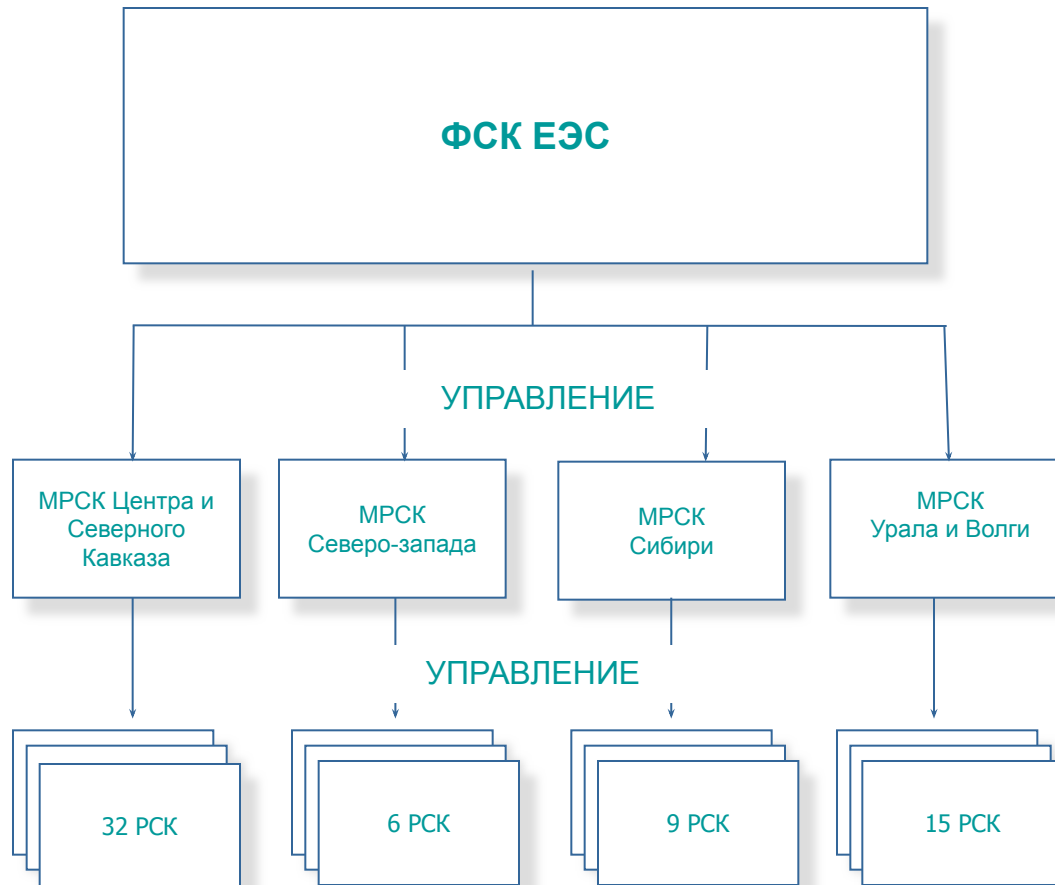 ФСК ЕЭС
УПРАВЛЕНИЕ
МРСК Центра и
Северного
Кавказа
МРСК
Северо-запада
МРСК
Сибири
МРСК
Урала и Волги
УПРАВЛЕНИЕ
32 РСК
6 РСК
9 РСК
15 РСК